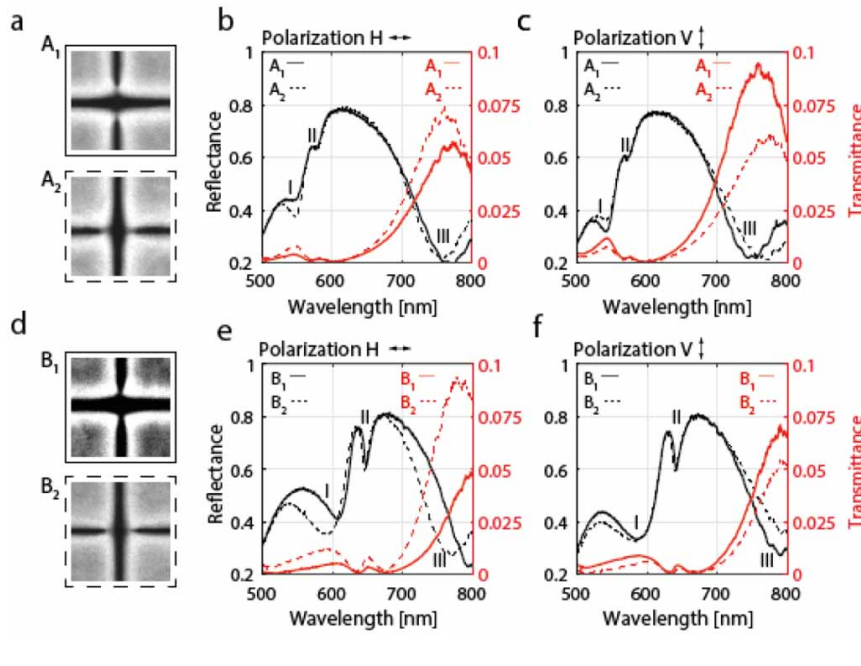 a
A1
A2
b
Polarization H ↔
A1
A2
A1
A2
I
II
III
Reflectance
1
0.8
0.6
0.4
0.2
0.1
0.075
0.05
0.025
0
500
600
700
800
Wavelength [nm]
c
Polarization V ↕
A1
A2
A1
A2
I
II
III
1
0.8
0.6
0.4
0.2
0.1
0.075
0.05
0.025
0
Transmittance
500
600
700
800
Wavelength [nm]
d
B1
B2
e
Polarization H ↔
B1
B2
B1
B2
I
II
III
Reflectance
1
0.8
0.6
0.4
0.2
0.1
0.075
0.05
0.025
0
500
600
700
800
Wavelength [nm]
f
Polarization V ↕
B1
B2
B1
B2
I
II
III
1
0.8
0.6
0.4
0.2
0.1
0.075
0.05
0.025
0
Transmittance
500
600
700
800
Wavelength [nm]